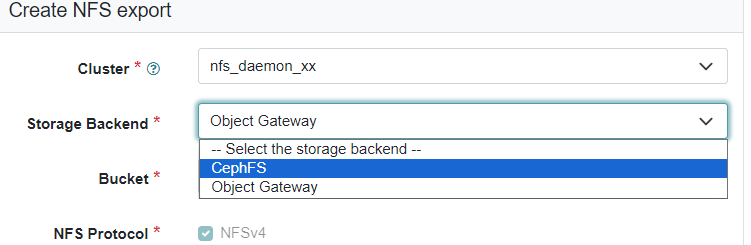 Create NFS export
Cluster * nfs_daemon_xx
Storage Backend * Object Gateway
-- Select the storage backend --
CephFS
Bucket *
Object Gateway
NFS Protocol * NFSv4